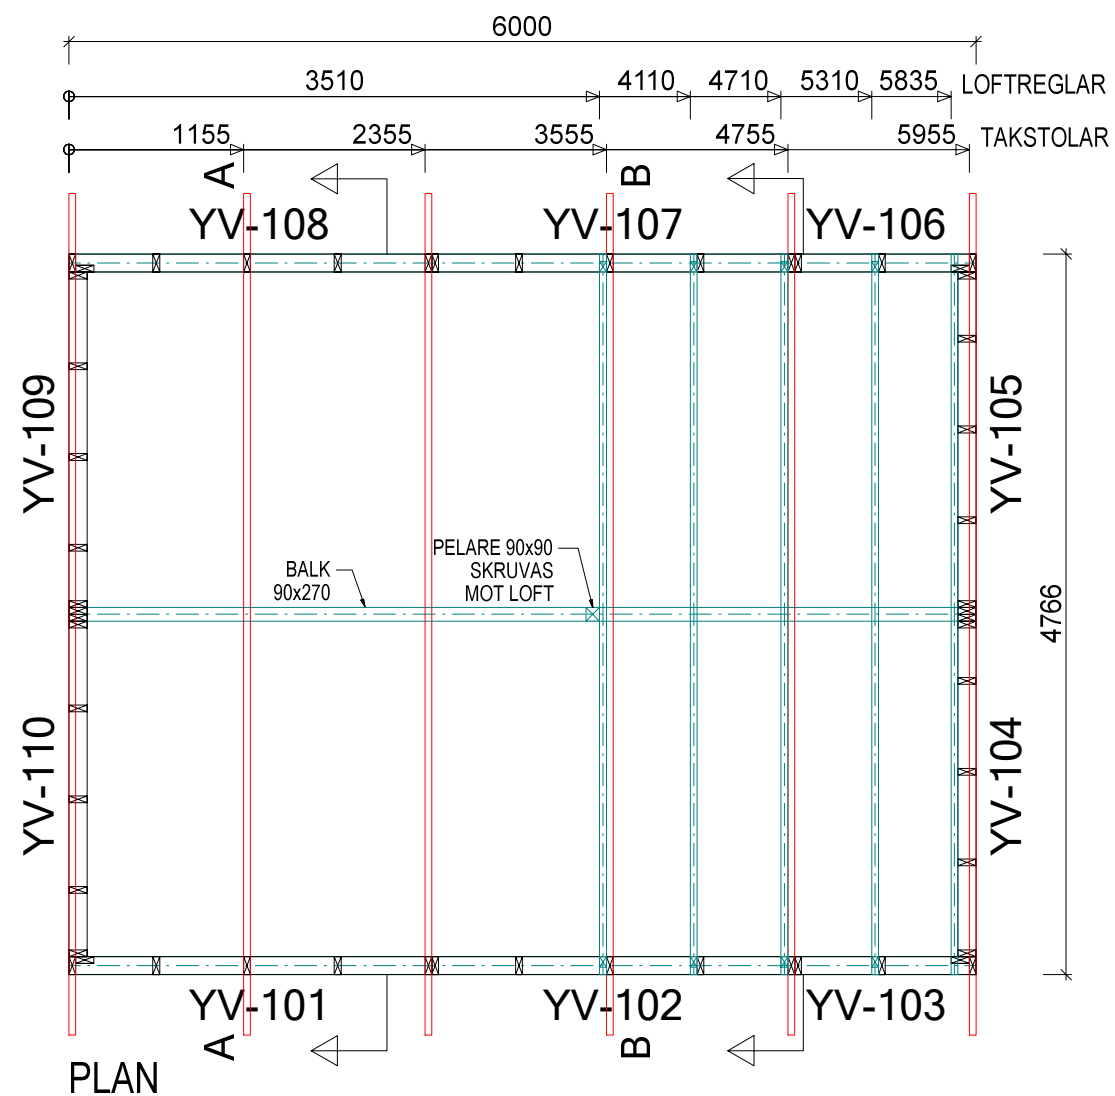 6000
3510 4110 4710 5310 5835 LOFTREGLAR
1155 2355 3555 4755 5955 TAKSTOLAR
A B
YV-108 YV-107 YV-106
YV-109
YV-105
PELARE 90x90
SKRUVAS
MOT LOFT
BALK
90x270
4766
YV-110
YV-104
YV-101 YV-102 YV-103
A B
PLAN